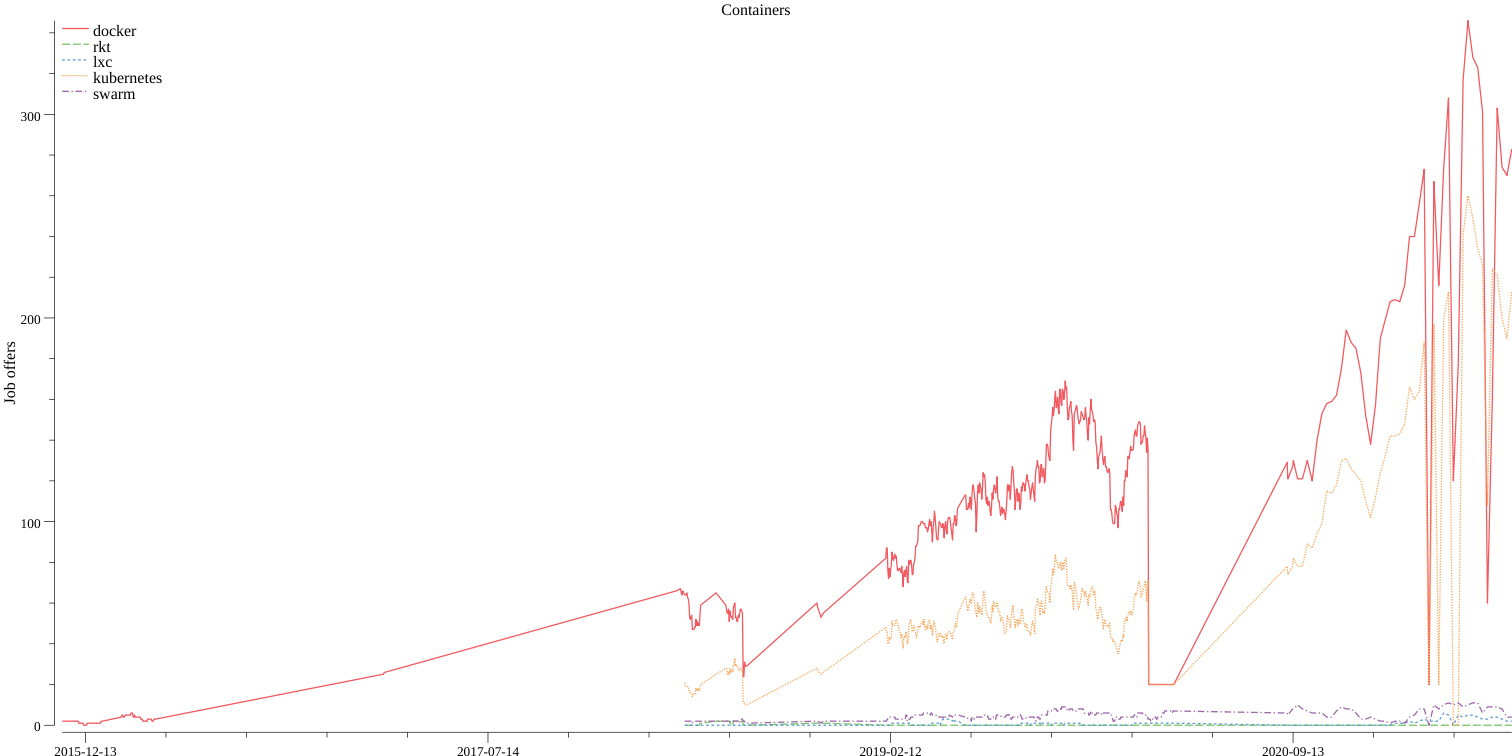 Containers
docker
rkt
lxc
kubernetes
swarm
Job offers
300
200
100
0
2015-12-13
2017-07-14
2019-02-12
2020-09-13